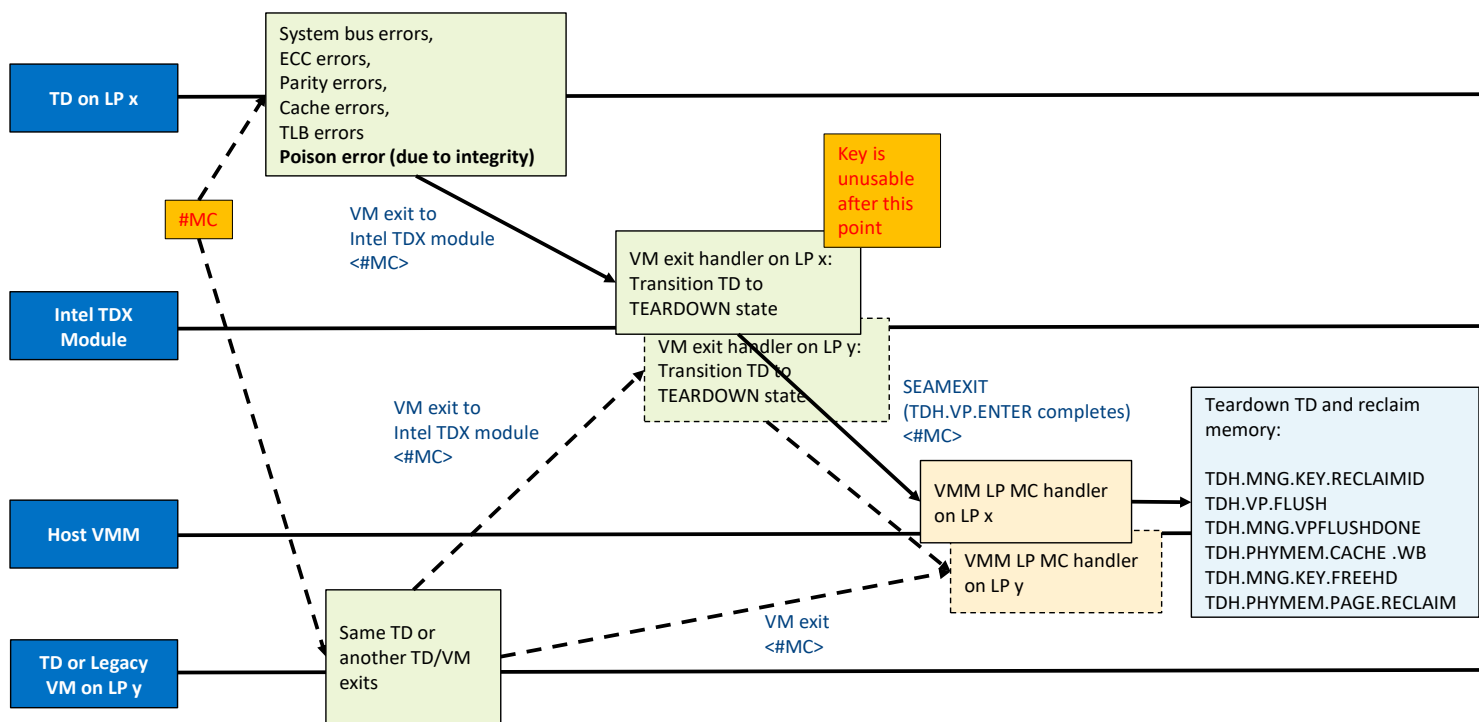 System bus errors,
ECC errors,
Parity errors,
Cache errors,
TLB errors
Poison error (due to integrity)
TD on LP x
Key is
unusable
after this
point
#MC
VM exit to
Intel TDX module
<#MC>
VM exit handler on LP x:
Transition TD to
TEARDOWN state
Intel TDX
Module
VM exit handler on LP y:
Transition TD to
TEARDOWN state
SEAMEXIT
(TDH.VP.ENTER completes)
<#MC>
VM exit to
Intel TDX module
<#MC>
Teardown TD and reclaim
memory:
TDH.MNG.KEY.RECLAIMID
TDH.VP.FLUSH
TDH.MNG.VPFLUSHDONE
TDH.PHYMEM.CACHE .WB
TDH.MNG.KEY.FREEHD
TDH.PHYMEM.PAGE.RECLAIM
VMM LP MC handler
on LP x
Host VMM
VMM LP MC handler
on LP y
VM exit
<#MC>
Same TD or
another TD/VM
exits
TD or Legacy
VM on LP y